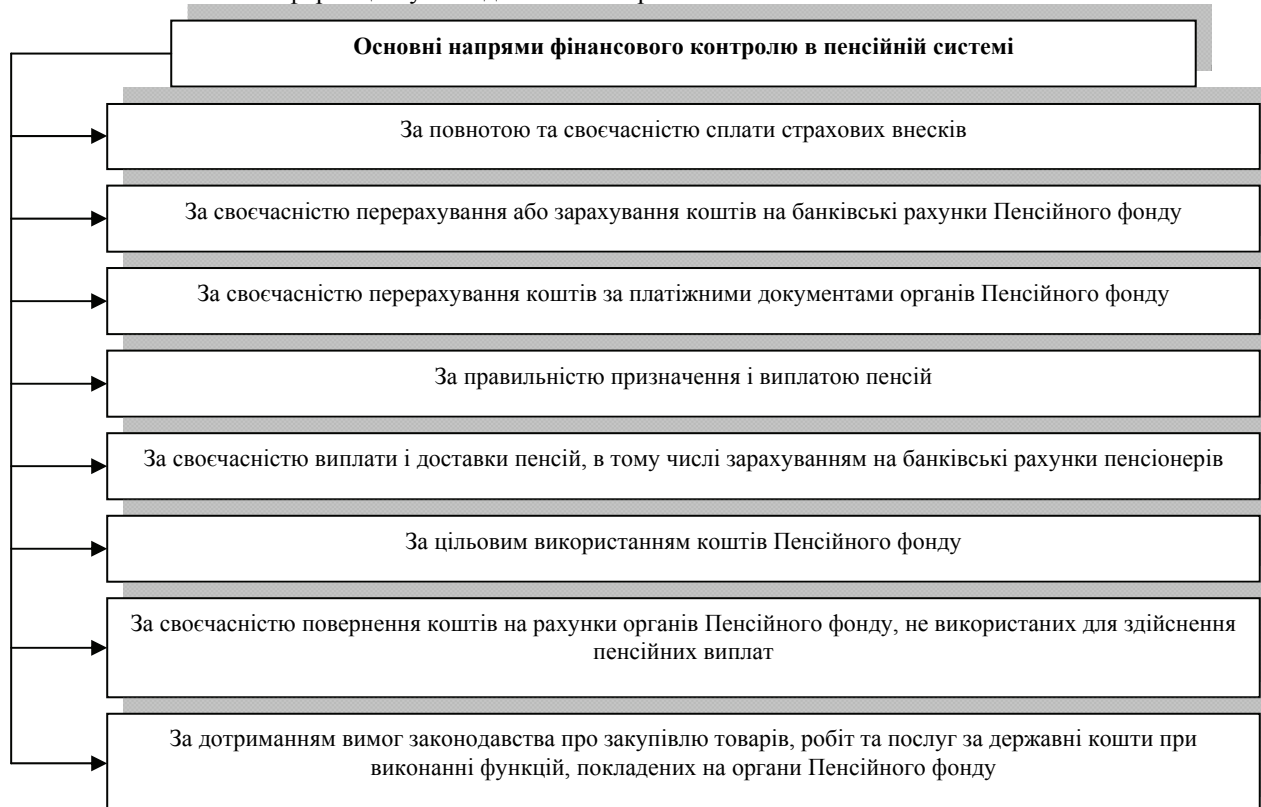 Основні напрями фінансового контролю в пенсійній системі
За повнотою та своєчасністю сплати страхових внесків
За своєчасністю перерахування або зарахування коштів на банківські рахунки Пенсійного фонду
За своєчасністю перерахування коштів за платіжними документами органів Пенсійного фонду
За правильністю призначення і виплатою пенсій
За своєчасністю виплати і доставки пенсій, в тому числі зарахуванням на банківські рахунки пенсіонерів
За цільовим використанням коштів Пенсійного фонду
За своєчасністю повернення коштів на рахунки органів Пенсійного фонду, не використаних для здійснення
пенсійних виплат
За дотриманням вимог законодавства про закупівлю товарів, робіт та послуг за державні кошти при
виконанні функцій, покладених на органи Пенсійного фонду